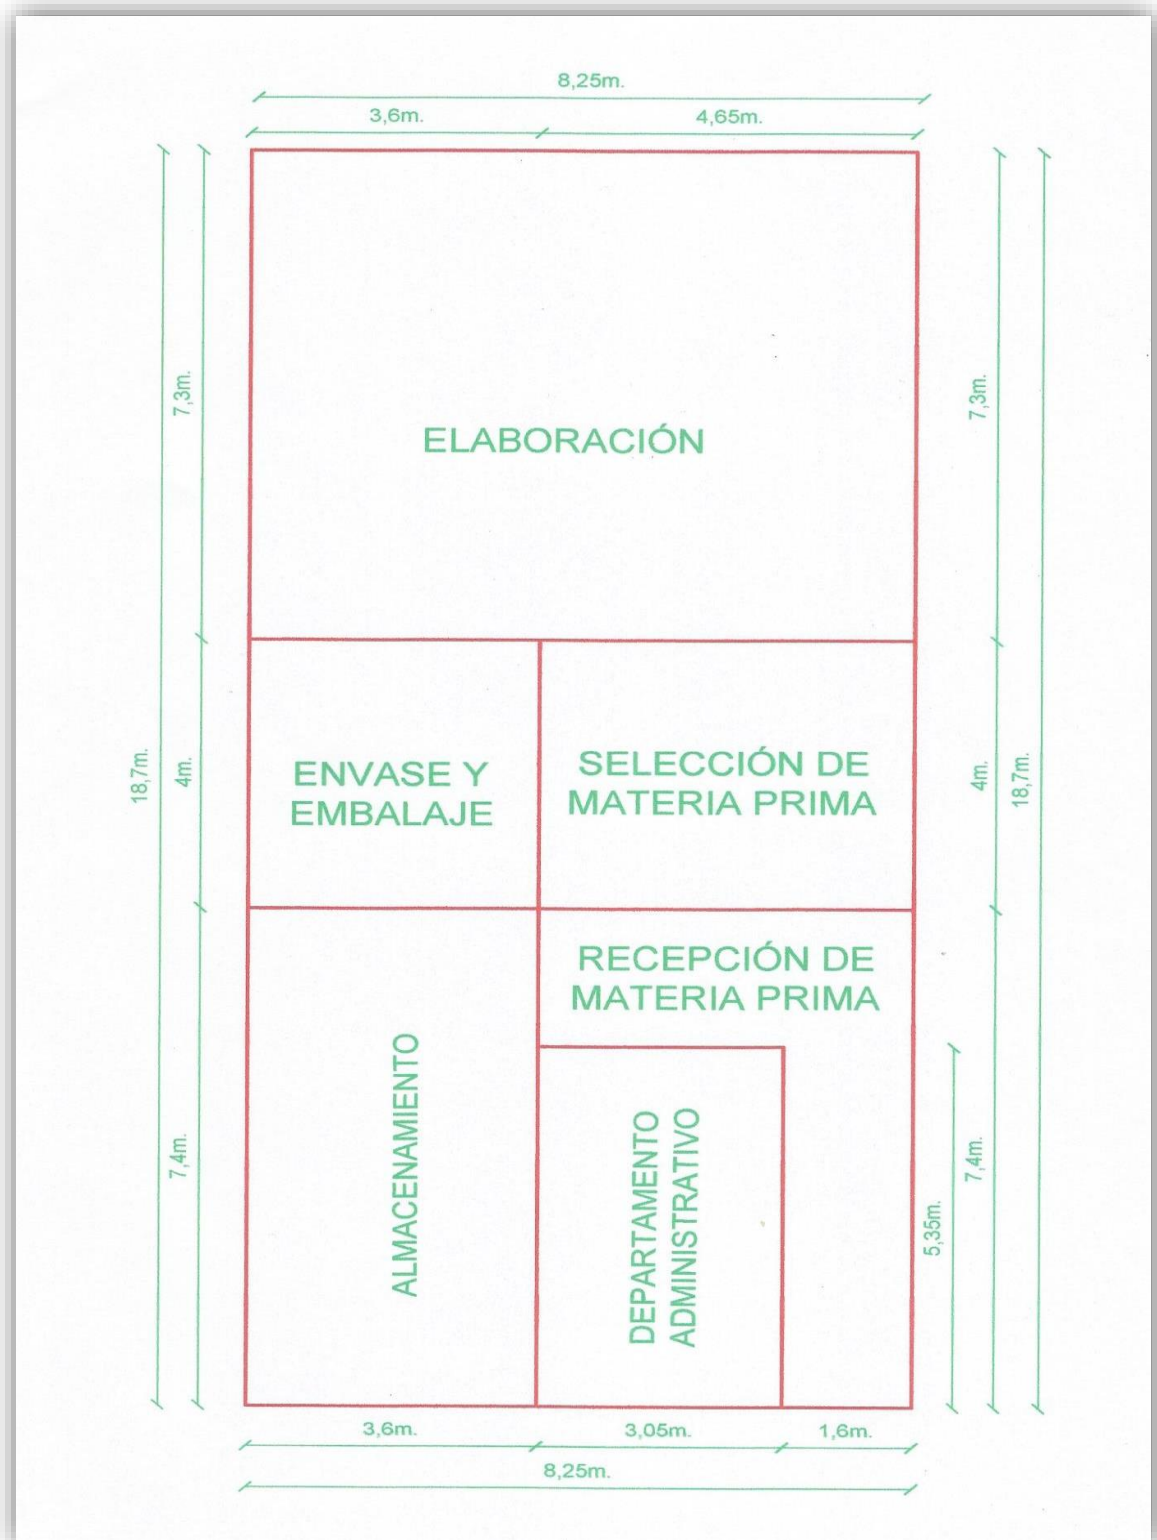 8,25m.
3,6m.
4,65m.
7,3m.
7,3m.
ELABORACIÓN
18,7m.
4m.
ENVASE Y
EMBALAJE
SELECCIÓN DE
MATERIA PRIMA
4m.
18,7m.
RECEPCIÓN DE
MATERIA PRIMA
ALMACENAMIENTO
7,4m.
DEPARTAMENTO
ADMINISTRATIVO
5,35m.
7,4m.
3,6m.
3,05m.
1,6m.
8,25m.